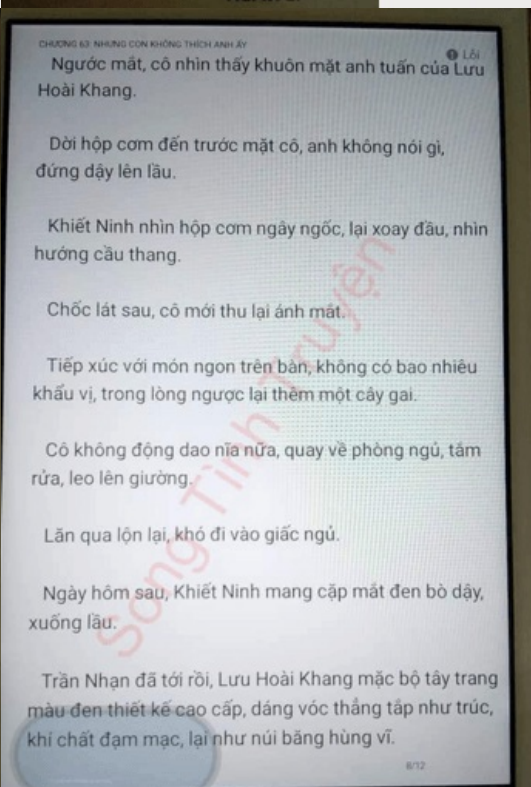 CHƯƠNG 63: NHƯNG CON KHÔNG THÍCH ANH ẤY
Lỗi
Ngước mắt, cô nhìn thấy khuôn mặt anh tuấn của Lưu
Hoài Khang.
Dời hộp cơm đến trước mặt cô, anh không nói gì,
đứng dậy lên lầu.
Khiết Ninh nhìn hộp cơm ngây ngốc, lại xoay đầu, nhìn
hướng cầu thang.
Chốc lát sau, cô mới thu lại ánh mắt.
Tiếp xúc với món ngon trên bàn, không có bao nhiêu
khẩu vị, trong lòng ngược lại thêm một cây gai.
Cô không động dao nĩa nữa, quay về phòng ngủ, tắm
rửa, leo lên giường.
Lăn qua lộn lại, khó đi vào giấc ngủ.
Ngày hôm sau, Khiết Ninh mang cặp mắt đen bò dậy,
xuống lầu.
Trần Nhạn đã tới rồi, Lưu Hoài Khang mặc bộ tây trang
màu đen thiết kế cao cấp, dáng vóc thẳng tắp như trúc,
khí chất đạm mạc, lại như núi băng hùng vĩ.
8/12
Song Tình Truyện